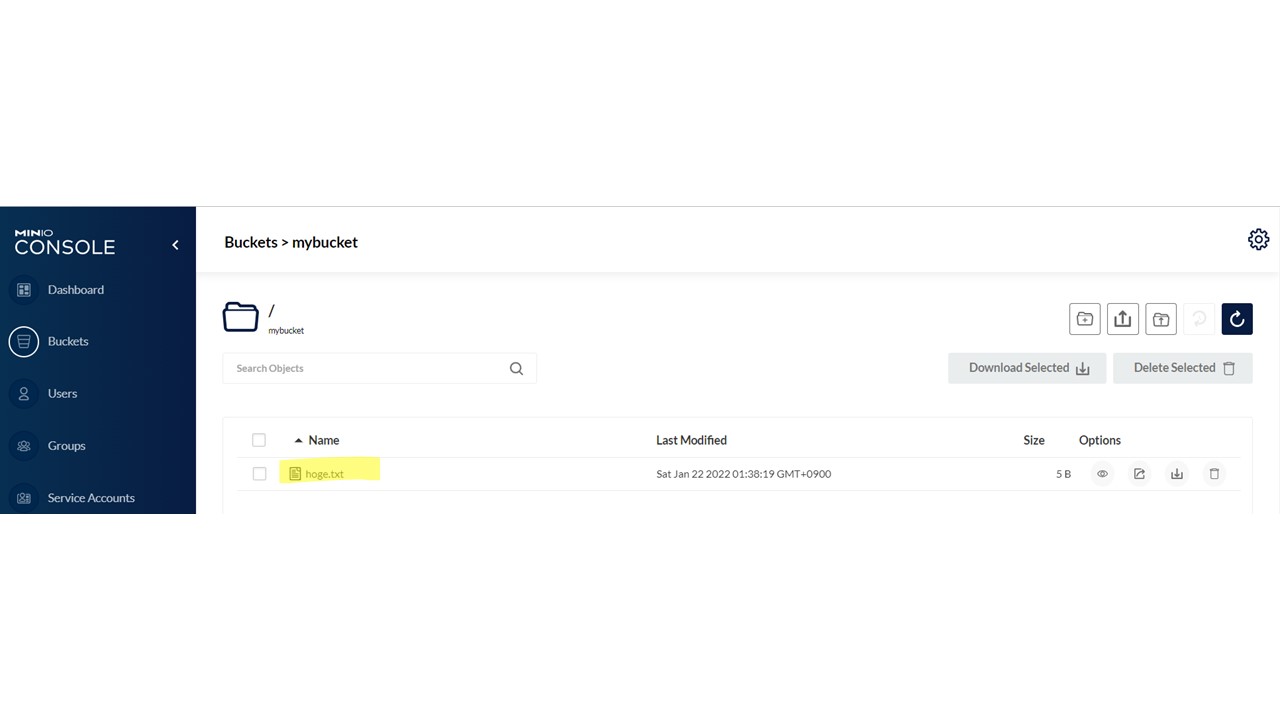 MINIO
CONSOLE
Dashboard
Buckets
Users
Groups
Service Accounts
Buckets > mybucket
/
mybucket
Search Objects
Download Selected
Delete Selected
Name Last Modified Size Options
hoge.txt Sat Jan 22 2022 01:38:19 GMT+0900 5 B